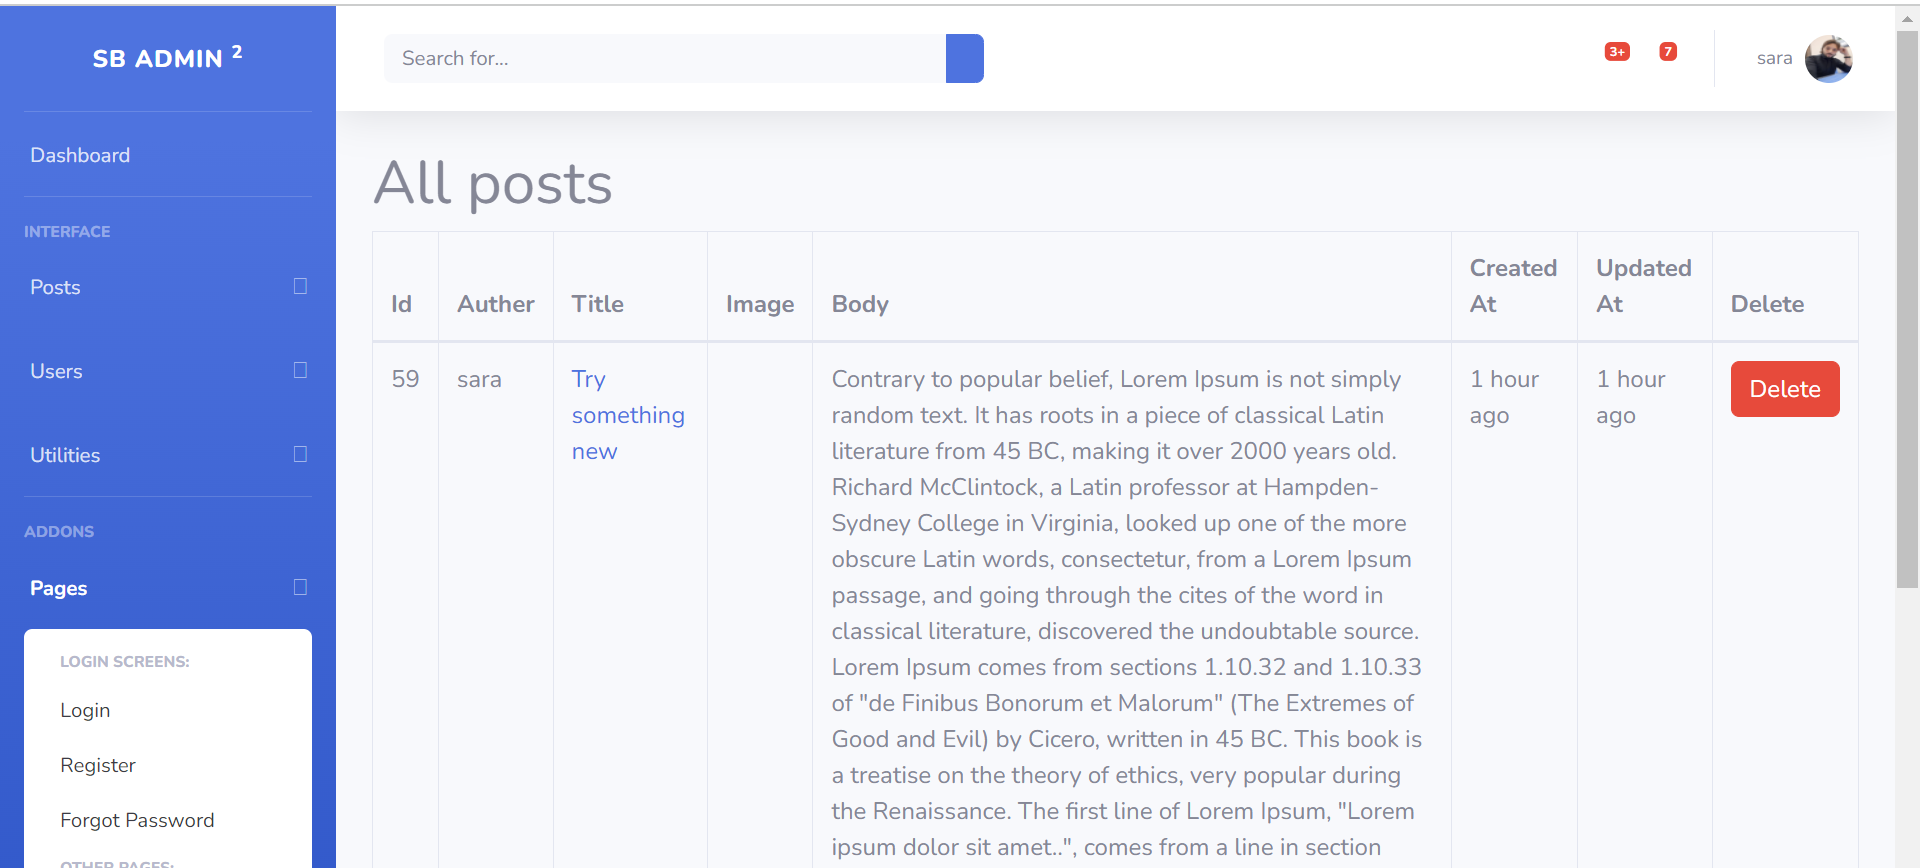 SB ADMIN 2
Search for...
3+
7
sara
Dashboard
INTERFACE
Posts
Users
Utilities
ADDONS
Pages
LOGIN SCREENS:
Login
Register
Forgot Password
OTHER PAGES:
All posts
Id
Auther
Title
Image
Body
Created
At
Updated
At
Delete
59
sara
Try
something
new
Contrary to popular belief, Lorem Ipsum is not simply
random text. It has roots in a piece of classical Latin
literature from 45 BC, making it over 2000 years old.
Richard McClintock, a Latin professor at Hampden-
Sydney College in Virginia, looked up one of the more
obscure Latin words, consectetur, from a Lorem Ipsum
passage, and going through the cites of the word in
classical literature, discovered the undoubtable source.
Lorem Ipsum comes from sections 1.10.32 and 1.10.33
of "de Finibus Bonorum et Malorum" (The Extremes of
Good and Evil) by Cicero, written in 45 BC. This book is
a treatise on the theory of ethics, very popular during
the Renaissance. The first line of Lorem Ipsum, "Lorem
ipsum dolor sit amet..", comes from a line in section
1 hour
ago
1 hour
ago
Delete